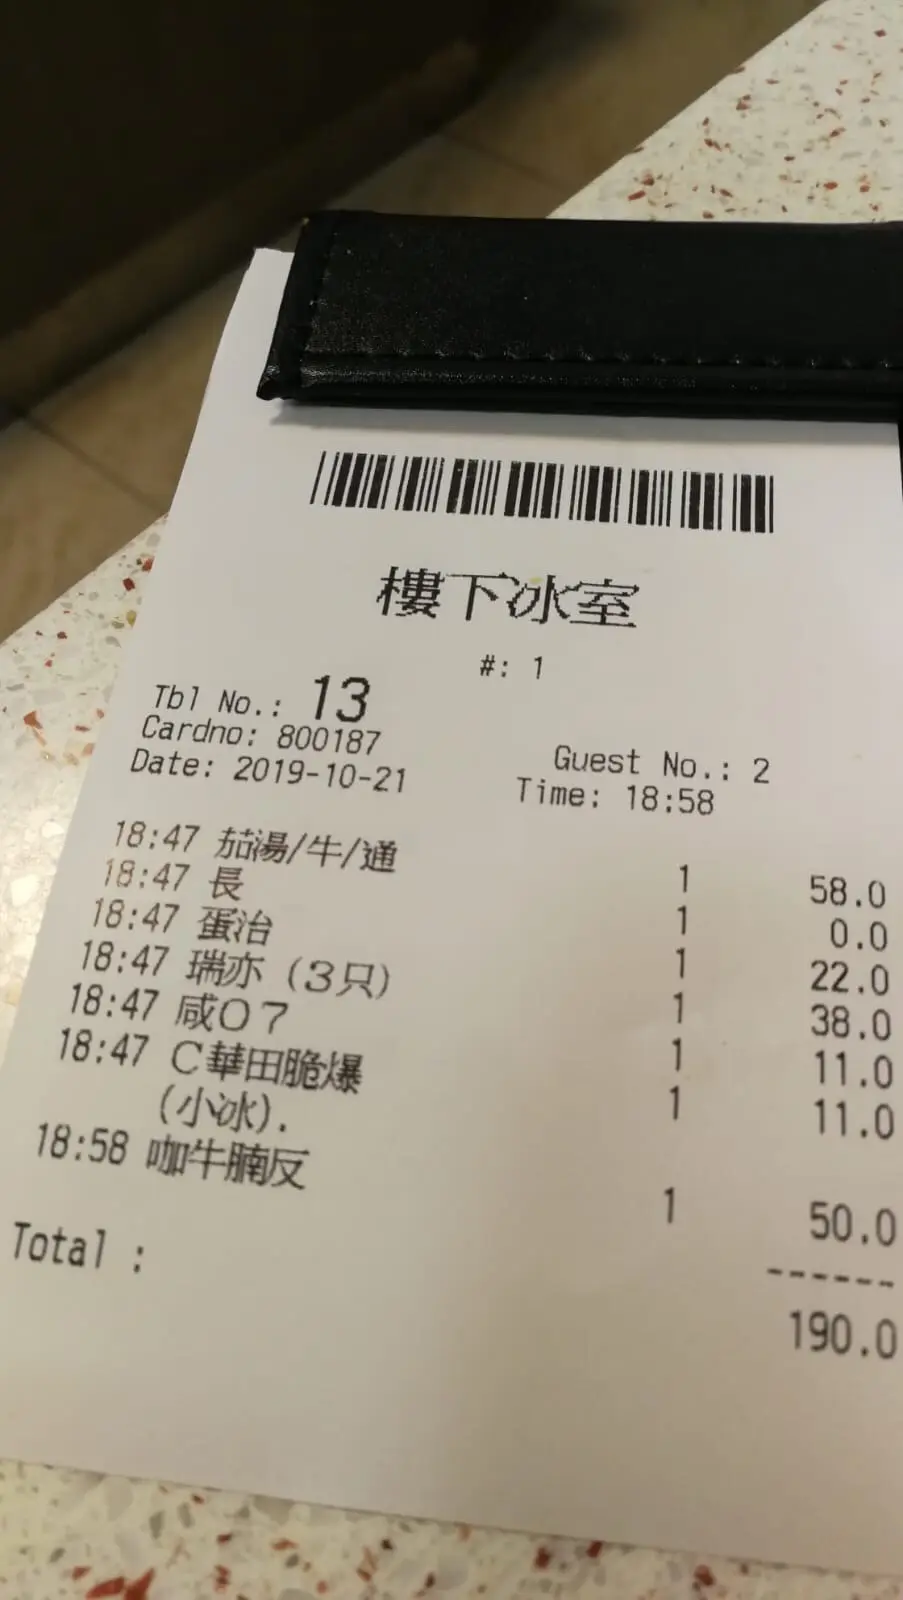 樓下冰室
#: 1
Tbl No.: 13
Cardno: 800187 Guest No.: 2
Date: 2019-10-21 Time: 18:58
18:47 茄湯/牛/通 1 58.0
18:47 長 1 0.0
18:47 蛋治 1 22.0
18:47 瑞亦 (3只) 1 38.0
18:47 咸07 1 11.0
18:47 C華田脆爆 1 11.0
(小冰).
18:58 咖牛腩反 1 50.0
------
Total : 190.0